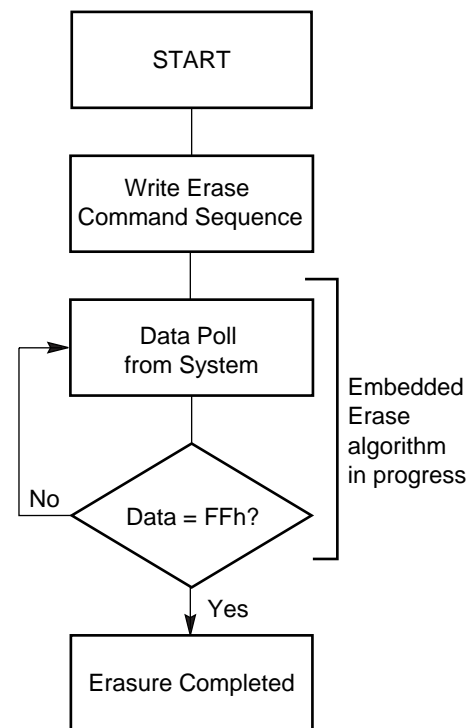 START
Write Erase
Command Sequence
Data Poll
from System
Embedded
Erase
algorithm
in progress
No
Data = FFh?
Yes
Erasure Completed